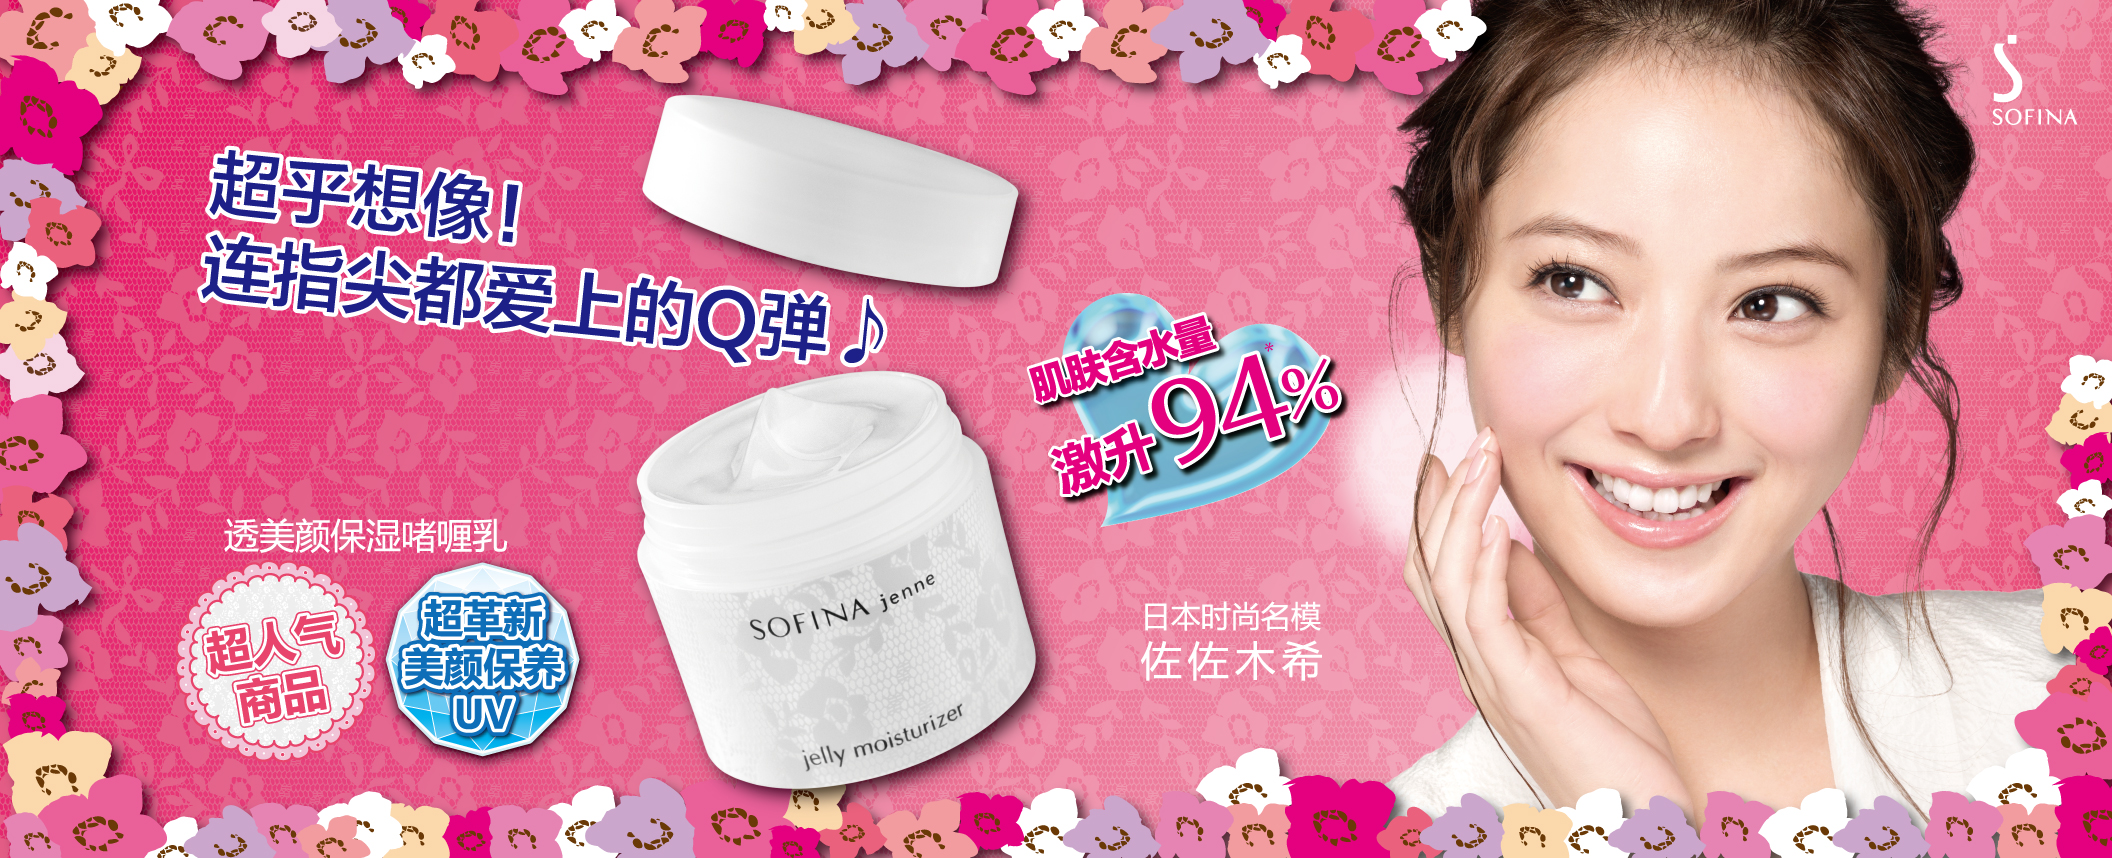 SOFINA
超乎想像！
连指尖都爱上的Q弹♪
肌肤含水量
激升94%*
透美颜保湿啫喱乳
超人气
商品
超革新
美颜保养
UV
SOFINA jenne
jelly moisturizer
日本时尚名模
佐佐木希